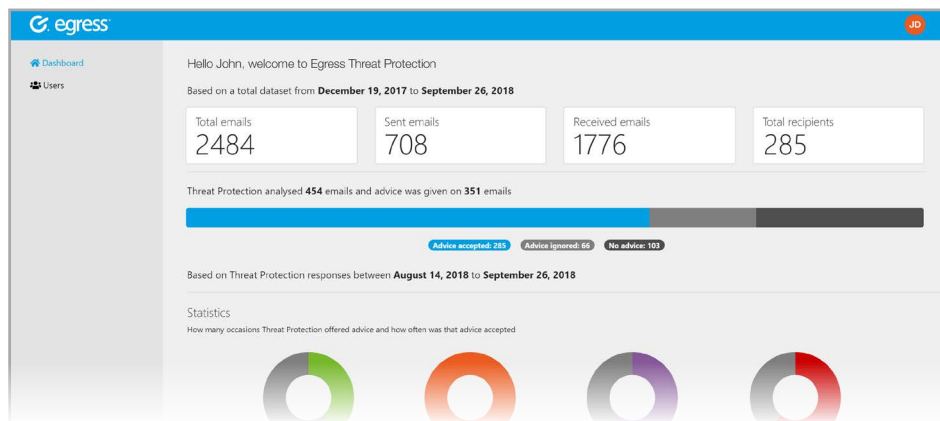 egress
JD
Dashboard
Users
Hello John, welcome to Egress Threat Protection
Based on a total dataset from December 19, 2017 to September 26, 2018
Total emails
2484
Sent emails
708
Received emails
1776
Total recipients
285
Threat Protection analysed 454 emails and advice was given on 351 emails
Advice accepted: 285
Advice ignored: 66
No advice: 103
Based on Threat Protection responses between August 14, 2018 to September 26, 2018
Statistics
How many occasions Threat Protection offered advice and how often was that advice accepted